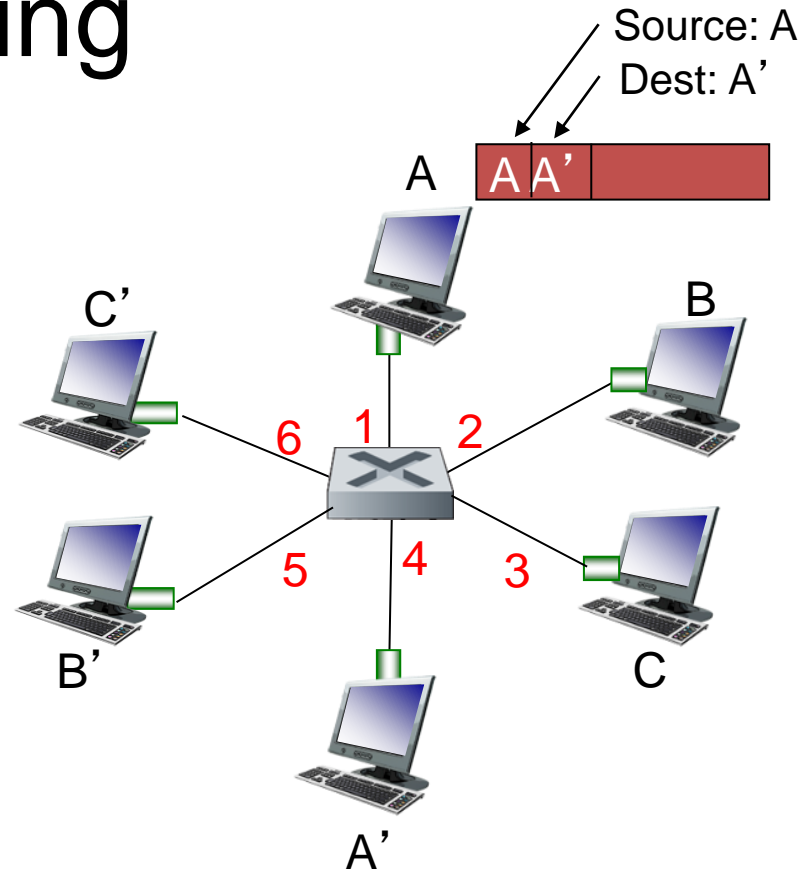 ing
Source: A
Dest: A’
A A A’
C’ B
6 1 2
5 4 3
B’ C
A’